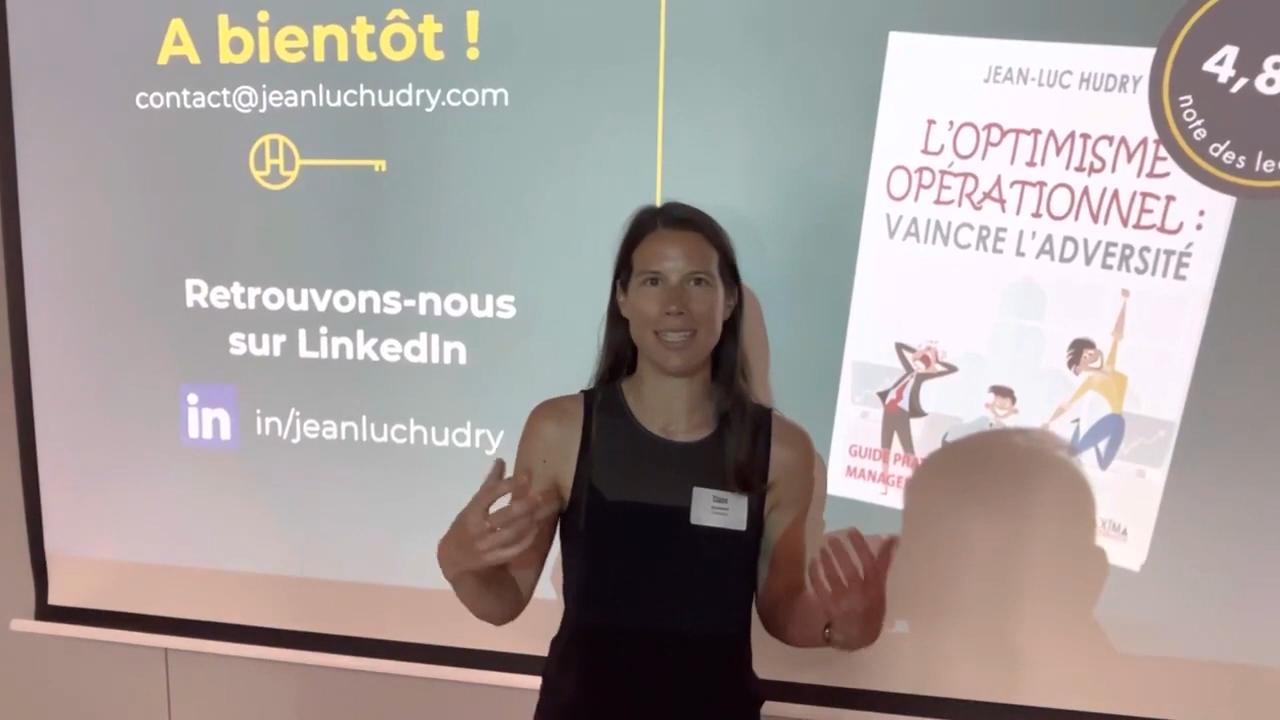 A bientôt !
contact@jeanluchudry.com
Retrouvons-nous
sur LinkedIn
in
in/jeanluchudry
JEAN-LUC HUDRY
L'OPTIMISME
OPÉRATIONNEL :
VAINCRE L'ADVERSITÉ
GUIDE
4,8
note des